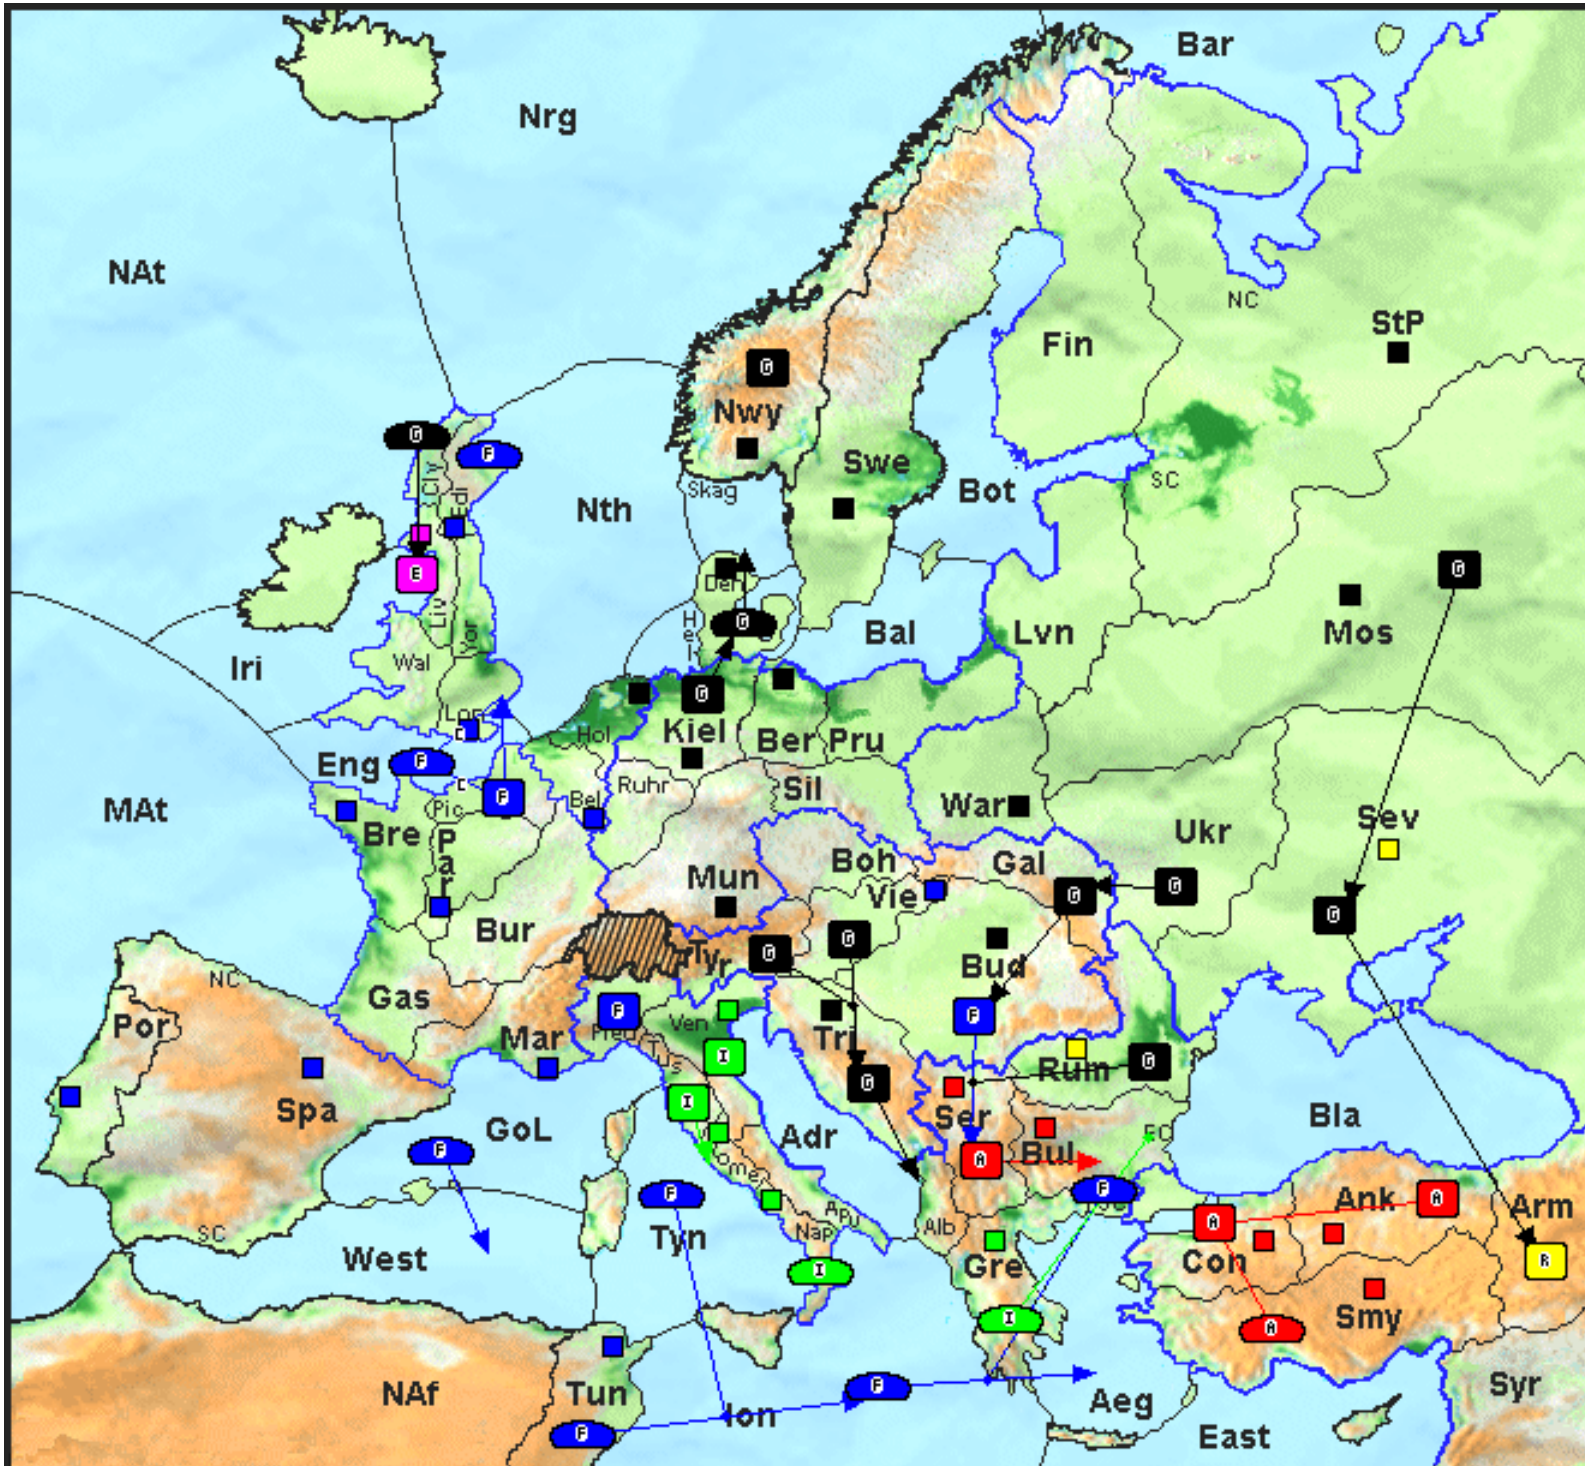 Bar
Nrg
NAt
NC
StP
Fin
G
Nwy
G
F
Cly
Edi
Swe
SC
Skag
Bot
Nth
G
Den
E
Hel
G
Liv
Yor
Bal
Lvn
Mos
Iri
Wal
G
Lon
C
Kiel
Hol
Ber
Pru
Eng
F
C
Ruhr
Sil
MAt
F
Pic
Bel
War
Sev
Ukr
Bre
Par
Boh
Gal
Mun
Vie
G
G
G
Bur
G
G
Tyr
Bud
NC
Gas
Por
F
Pied
Ven
F
Mar
Tri
Tus
I
G
Rum
G
Spa
I
Ser
Bla
GoL
Adr
EC
F
Rome
A
Bul
F
F
SC
A
Ank
A
Arm
Tyn
Nap
Apu
Alb
SC
West
I
Gre
Con
R
I
A
Smy
F
NAf
Tun
Aeg
Syr
F
Ion
East